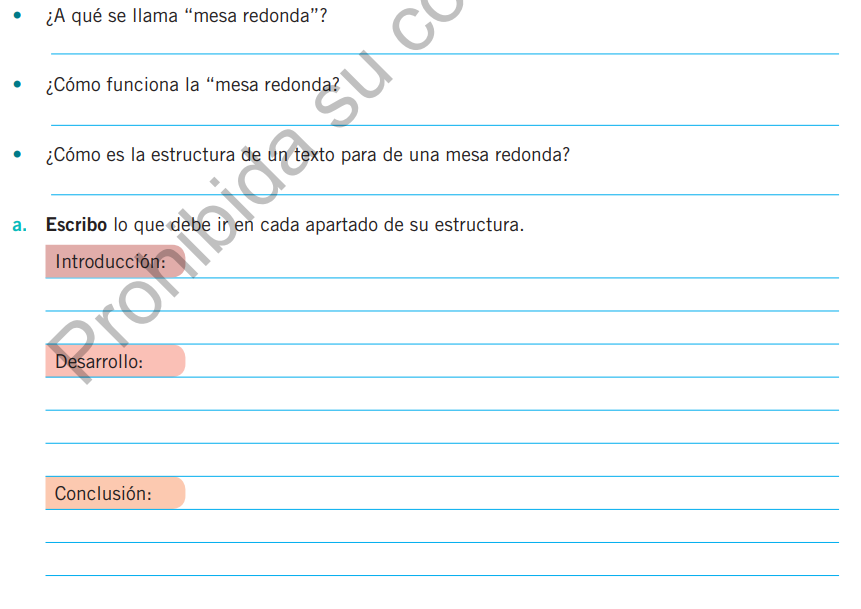 • ¿A qué se llama “mesa redonda”?
• ¿Cómo funciona la “mesa redonda?
• ¿Cómo es la estructura de un texto para de una mesa redonda?
a. Escribo lo que debe ir en cada apartado de su estructura.
Introducción:
Desarrollo:
Conclusión:
Prohibida su co